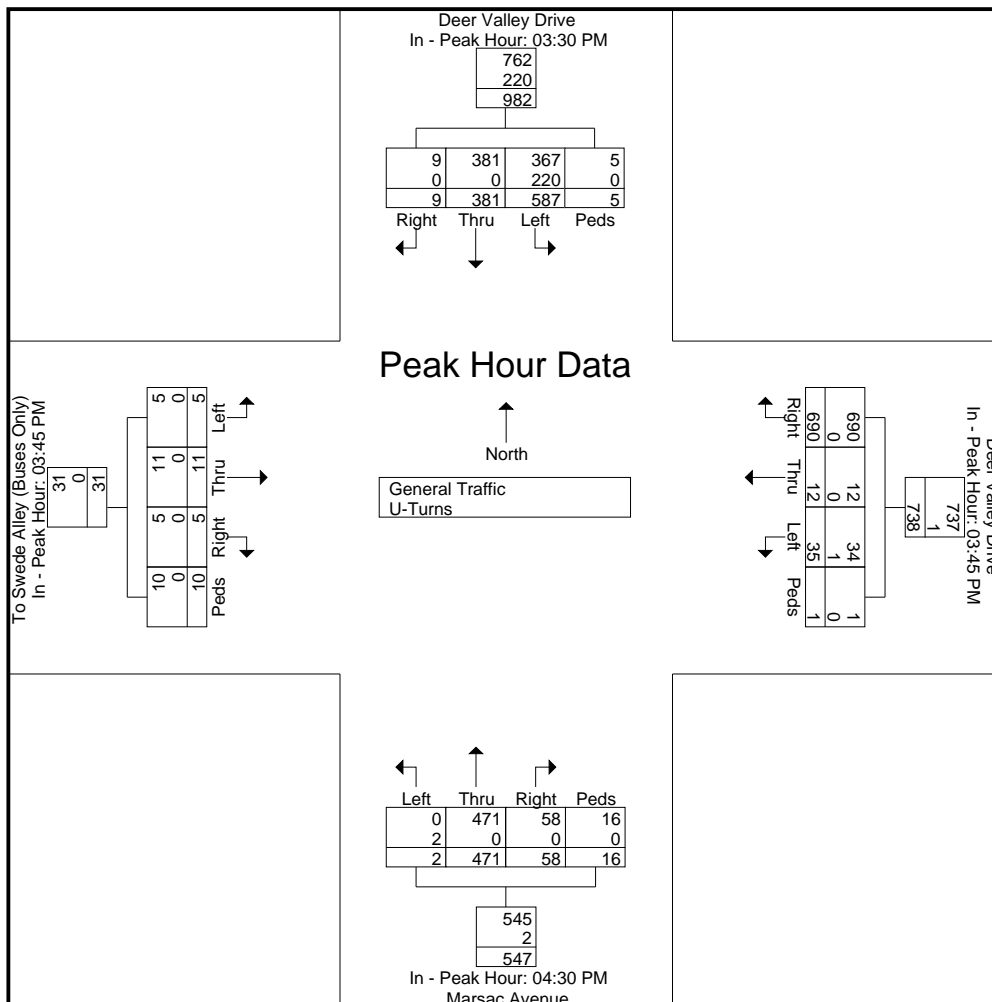 Deer Valley Drive
In - Peak Hour: 03:30 PM
762
220
982
9 381 367 5
0 0 220 0
9 381 587 5
Right Thru Left Peds
Peak Hour Data
North
General Traffic
U-Turns
To Swede Alley (Buses Only)
In - Peak Hour: 03:45 PM
31
0
31
5 11 5 10
0 0 0 0
5 11 5 10
Left Thru Right Peds
Deer Valley Drive
In - Peak Hour: 03:45 PM
737
1
738
690 12 34 1
0 0 1 0
690 12 35 1
Right Thru Left Peds
Left Thru Right Peds
0 471 58 16
2 0 0 0
2 471 58 16
545
2
547
In - Peak Hour: 04:30 PM
Marsac Avenue